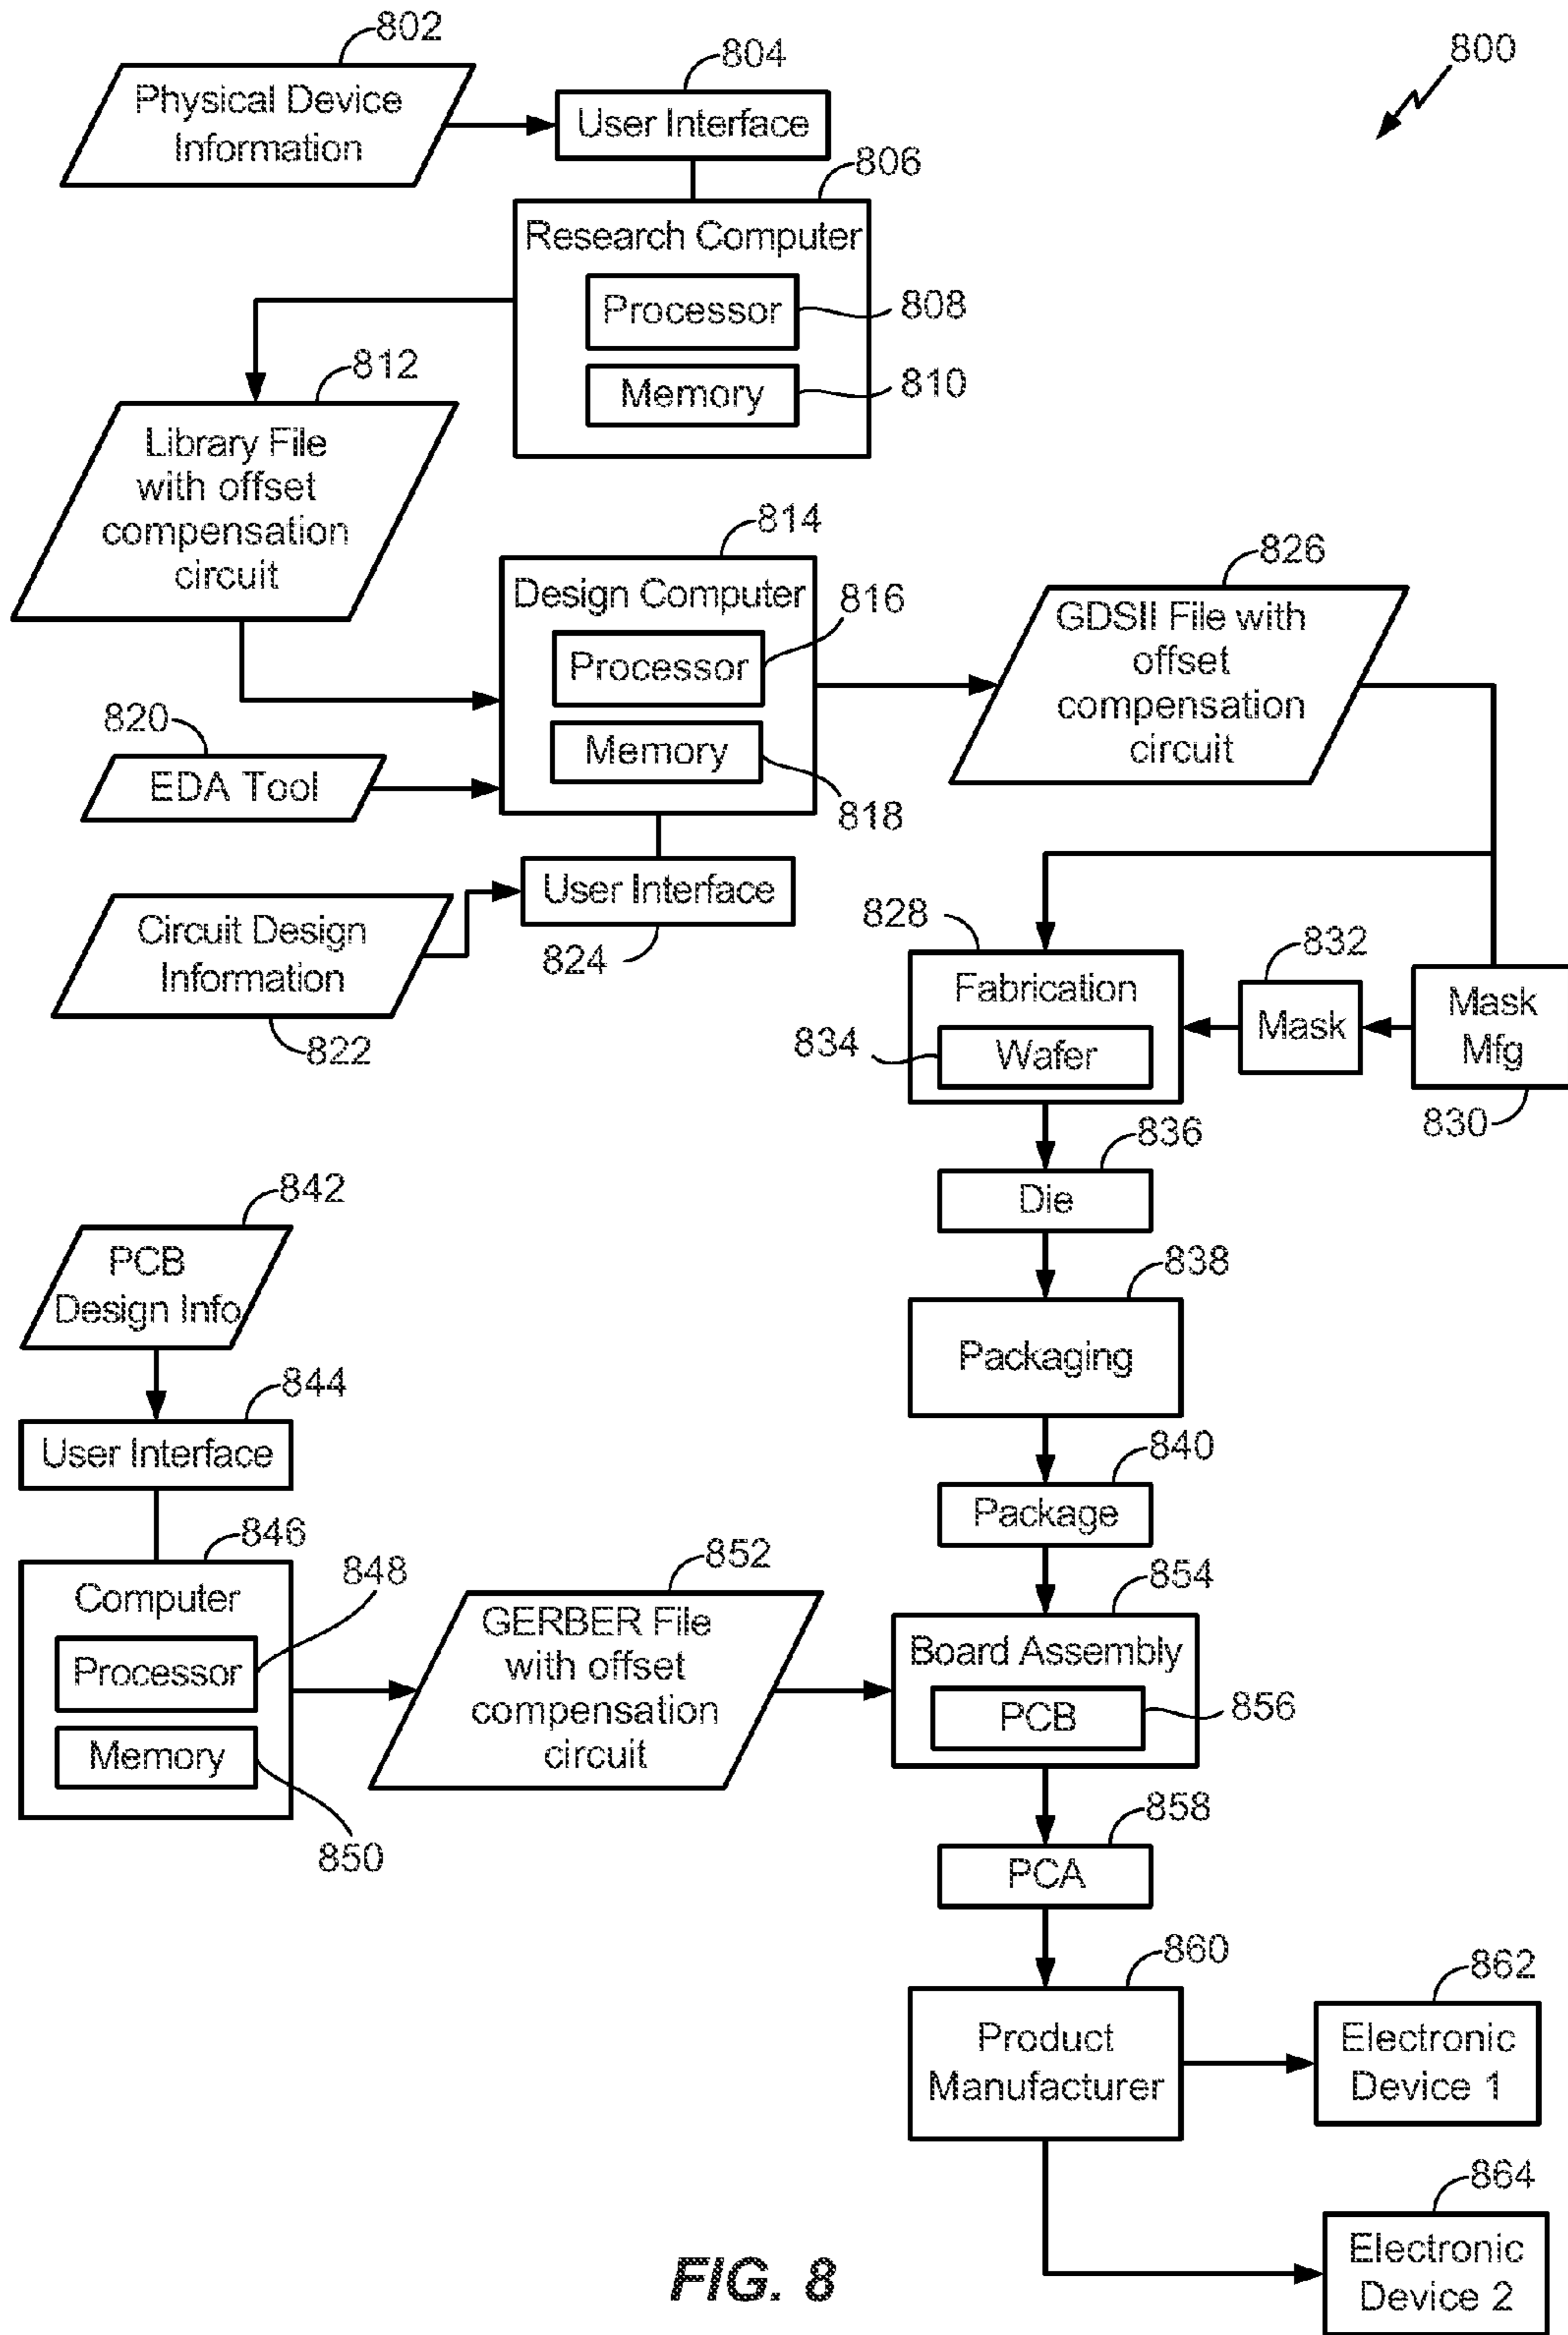 802
Physical Device
Information
804
User Interface
800
806
Research Computer
Processor
808
Memory
810
812
Library File
with offset
compensation
circuit
814
Design Computer
816
Processor
Memory
818
820
EDA Tool
826
GDSII File with
offset
compensation
circuit
User Interface
824
Circuit Design
Information
822
828
Fabrication
834
Wafer
832
Mask
Mask
Mfg
830
836
Die
838
Packaging
840
Package
842
PCB
Design Info
844
User Interface
846
Computer
848
Processor
Memory
850
852
GERBER File
with offset
compensation
circuit
854
Board Assembly
PCB
856
858
PCA
860
Product
Manufacturer
862
Electronic
Device 1
864
Electronic
Device 2
FIG. 8